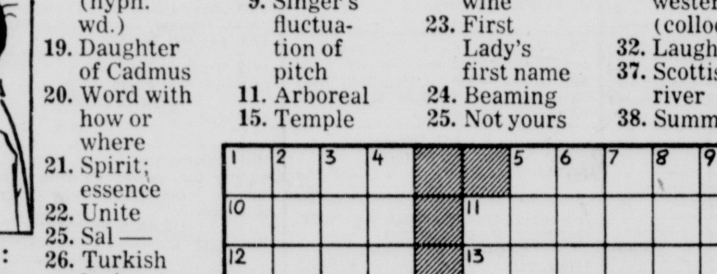 (hyph.
wd.)
19. Daughter
of Cadmus
20. Word with
how or
where
21. Spirit;
essence
22. Unite
25. Sal —
26. Turkish
9. Singer's
fluctua-
tion of
pitch
11. Arboreal
15. Temple
wine
23. First
Lady's
first name
24. Beaming
25. Not yours
(colloq
32. Laugh
37. Scottis
river
38. Summ
1 2 3 4 5 6 7 8 9
10 11
12 13